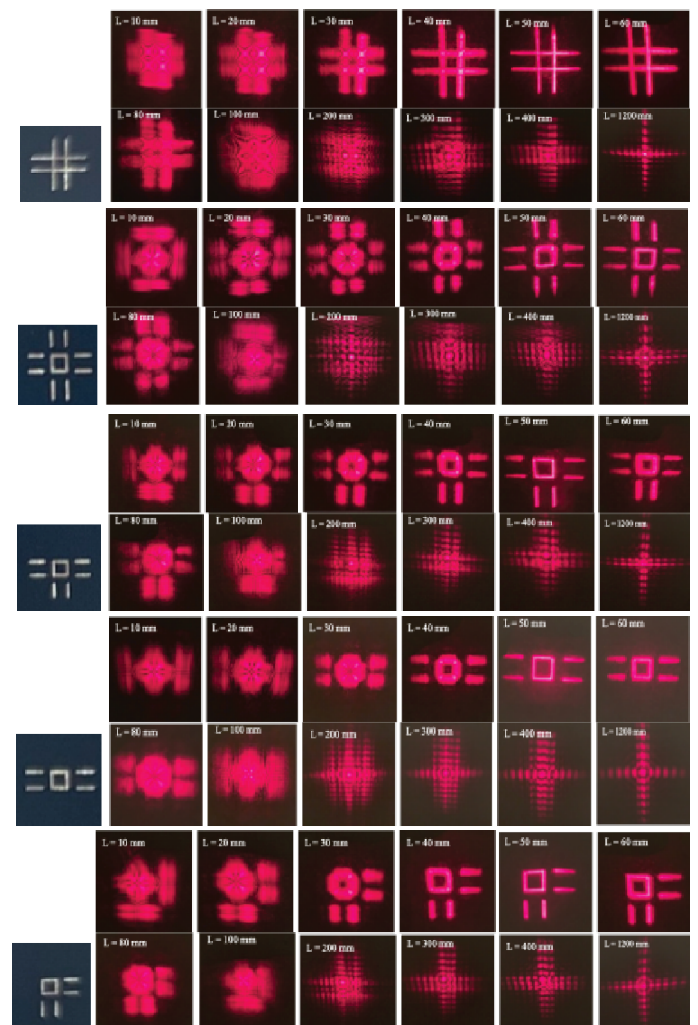 L = 10 mm
L = 20 mm
L = 30 mm
L = 40 mm
L = 50 mm
L = 60 mm
L = 80 mm
L = 100 mm
L = 200 mm
L = 300 mm
L = 400 mm
L = 1200 mm
L = 10 mm
L = 20 mm
L = 30 mm
L = 40 mm
L = 50 mm
L = 60 mm
L = 80 mm
L = 100 mm
L = 200 mm
L = 300 mm
L = 400 mm
L = 1200 mm
L = 10 mm
L = 20 mm
L = 30 mm
L = 40 mm
L = 50 mm
L = 60 mm
L = 80 mm
L = 100 mm
L = 200 mm
L = 300 mm
L = 400 mm
L = 1200 mm
L = 10 mm
L = 20 mm
L = 30 mm
L = 40 mm
L = 50 mm
L = 60 mm
L = 80 mm
L = 100 mm
L = 200 mm
L = 300 mm
L = 400 mm
L = 1200 mm
L = 10 mm
L = 20 mm
L = 30 mm
L = 40 mm
L = 50 mm
L = 60 mm
L = 80 mm
L = 100 mm
L = 200 mm
L = 300 mm
L = 400 mm
L = 1200 mm